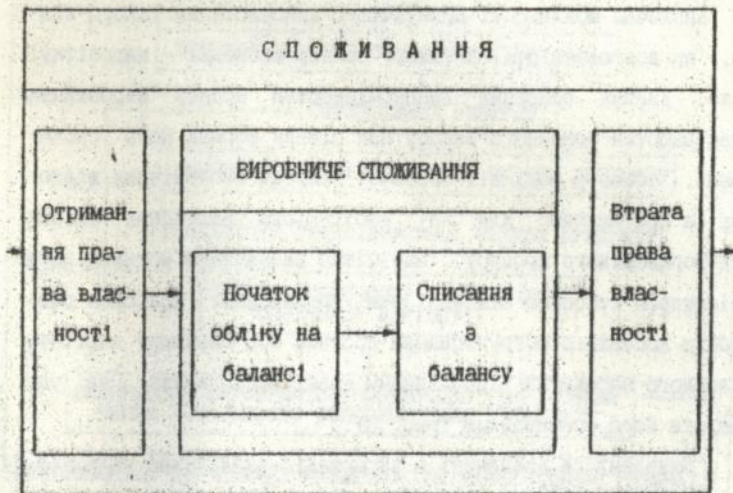 СПОЖИВАННЯ
ВИРОБНИЧЕ СПОЖИВАННЯ
Отриман-
ня пра-
ва влас-
ності
Початок
обліку на
балансі
Списання
з
балансу
Втрата
права
влас-
ності